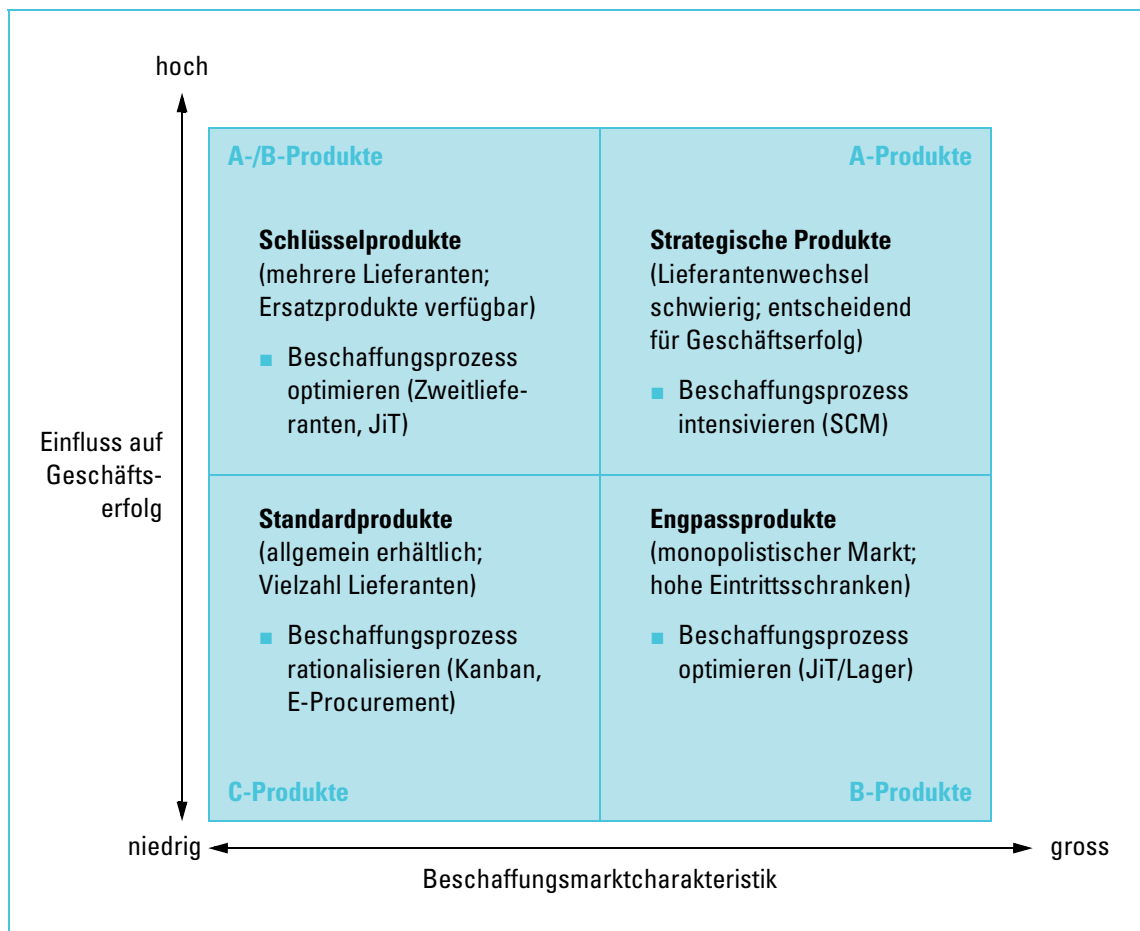 hoch
A-/B-Produkte
Schlüsselprodukte
(mehrere Lieferanten;
Ersatzprodukte verfügbar)
■ Beschaffungsprozess
optimieren (Zweitliefe-
ranten, JiT)
A-Produkte
Strategische Produkte
(Lieferantenwechsel
schwierig; entscheidend
für Geschäftserfolg)
■ Beschaffungsprozess
intensivieren (SCM)
Einfluss auf
Geschäfts-
erfolg
Standardprodukte
(allgemein erhältlich;
Vielzahl Lieferanten)
■ Beschaffungsprozess
rationalisieren (Kanban,
E-Procurement)
C-Produkte
Engpassprodukte
(monopolistischer Markt;
hohe Eintrittsschranken)
■ Beschaffungsprozess
optimieren (JiT/Lager)
B-Produkte
niedrig
gross
Beschaffungsmarktcharakteristik